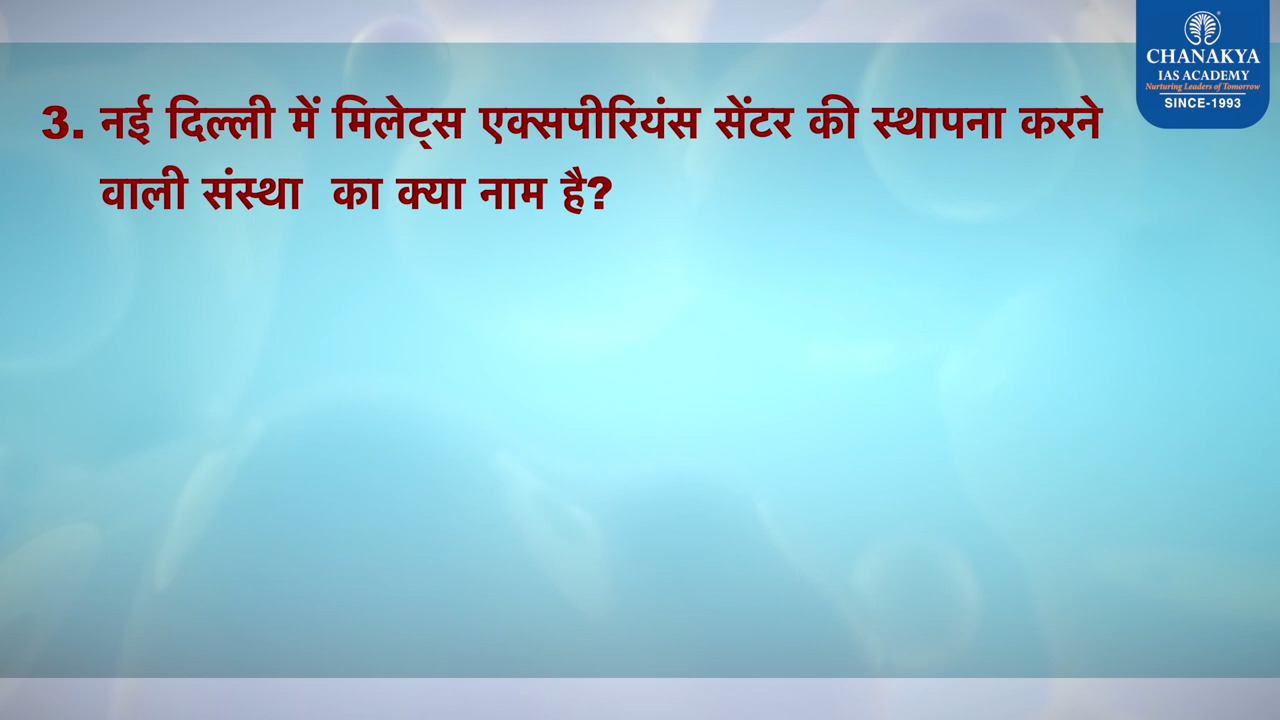 3. नई दिल्ली में मिलेट्स एक्सपीरियंस सेंटर की स्थापना करने
वाली संस्था का क्या नाम है?
CHANAKYA
IAS ACADEMY
Nurturing Leaders of Tomorrow
SINCE-1993